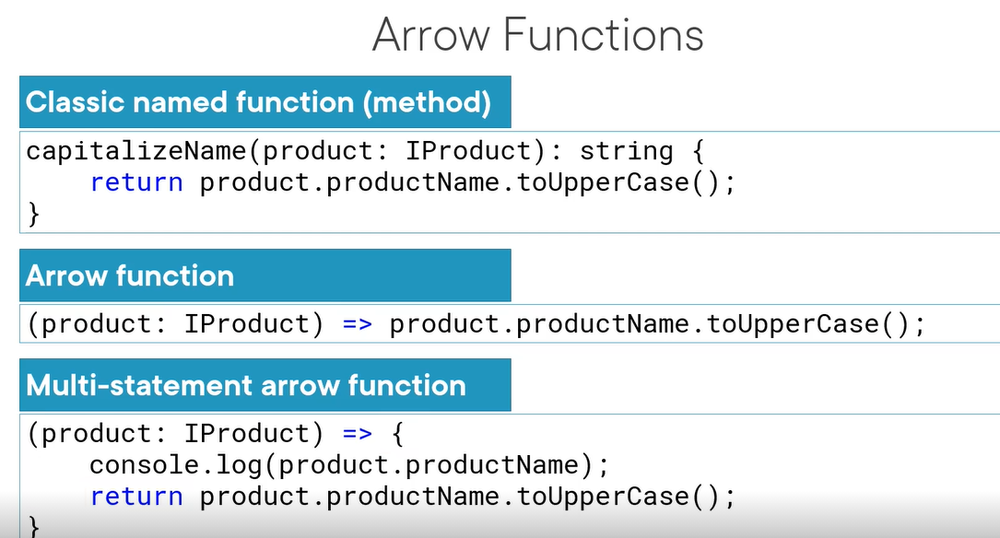 Arrow Functions
Classic named function (method)
capitalizeName(product: IProduct): string {
    return product.productName.toUpperCase();
}
Arrow function
(product: IProduct) => product.productName.toUpperCase();
Multi-statement arrow function
(product: IProduct) => {
    console.log(product.productName);
    return product.productName.toUpperCase();
}